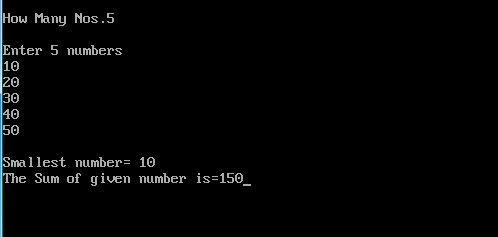 How Many Nos.5
Enter 5 numbers
10
20
30
40
50
Smallest number= 10
The Sum of given number is=150_